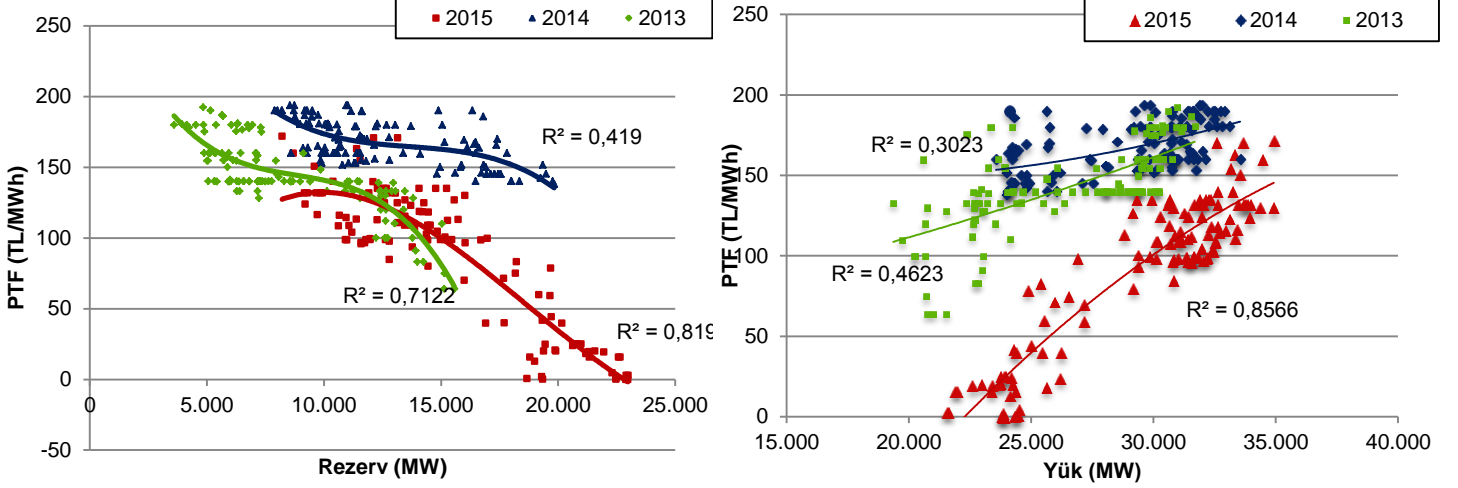 2015 2014 2013
250
200
150
100
50
0
-50
0 5.000 10.000 15.000 20.000 25.000
PTF (TL/MWh)
Rezerv (MW)
R² = 0,419
R² = 0,7122
R² = 0,819
2015 2014 2013
250
200
150
100
50
0
15.000 20.000 25.000 30.000 35.000 40.000
PTF (TL/MWh)
Yük (MW)
R² = 0,3023
R² = 0,4623
R² = 0,8566